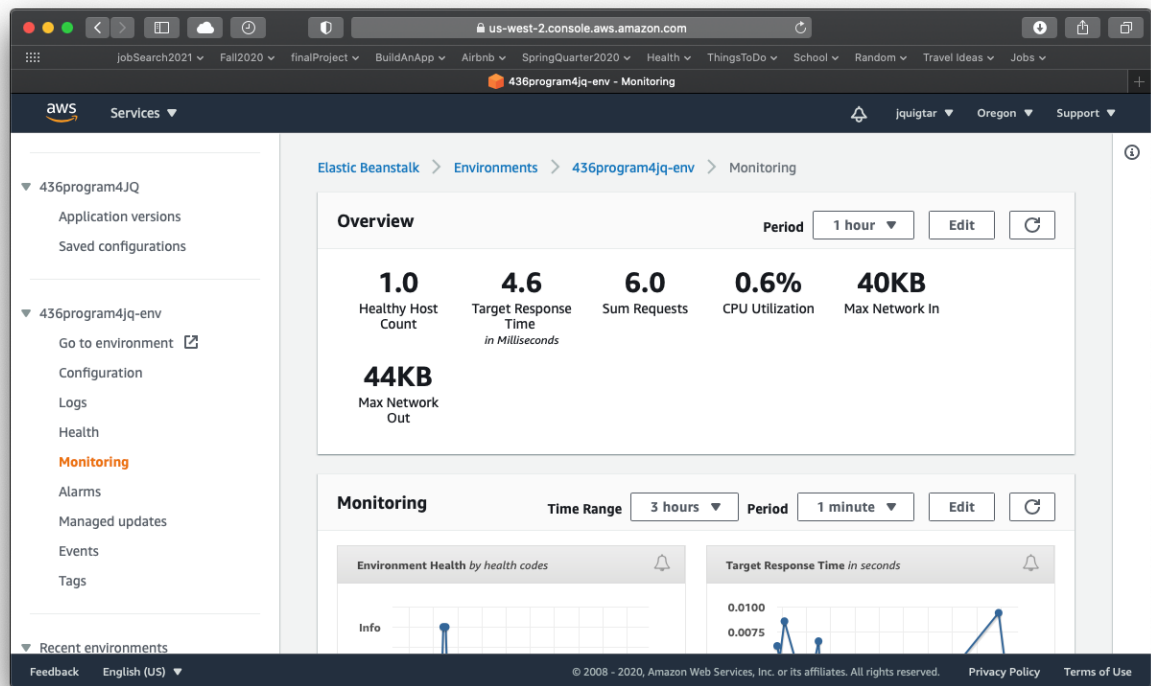 us-west-2.console.aws.amazon.com
jobSearch2021 Fall2020 finalProject BuildAnApp Airbnb SpringQuarter2020 Health ThingsToDo School Random Travel Ideas Jobs
436program4jq-env - Monitoring
aws Services jquigtar Oregon Support
Elastic Beanstalk > Environments > 436program4jq-env > Monitoring
436program4JQ
Application versions
Saved configurations
436program4jq-env
Go to environment
Configuration
Logs
Health
Monitoring
Alarms
Managed updates
Events
Tags
Recent environments
Overview
Period 1 hour Edit
1.0
Healthy Host
Count
4.6
Target Response
Time
in Milliseconds
6.0
Sum Requests
0.6%
CPU Utilization
40KB
Max Network In
44KB
Max Network
Out
Monitoring
Time Range 3 hours Period 1 minute Edit
Environment Health by health codes
Info
Target Response Time in seconds
0.0100
0.0075
Feedback English (US) © 2008 - 2020, Amazon Web Services, Inc. or its affiliates. All rights reserved. Privacy Policy Terms of Use